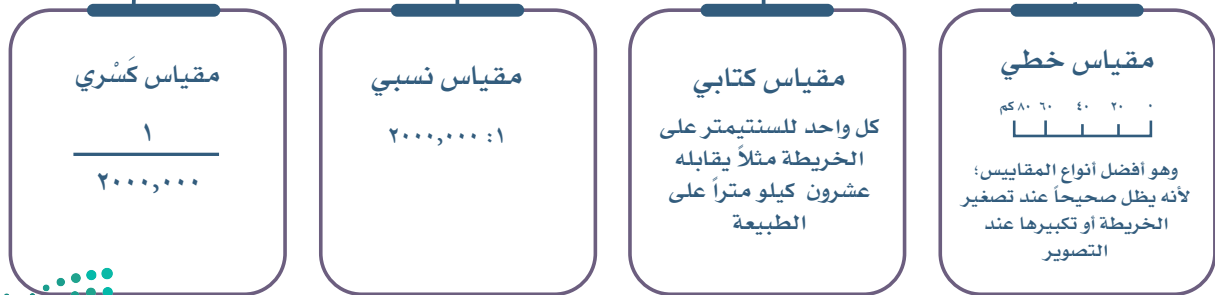 مقياس خطي
٠ ٢٠ ٤٠ ٦٠ ٨٠ كم
وهو أفضل أنواع المقاييس؛
لأنه يظل صحيحاً عند تصغير
الخريطة أو تكبيرها عند
التصوير
مقياس كتابي
كل واحد للسنتيمتر على
الخريطة مثلاً يقابله
عشرون كيلو متراً على
الطبيعة
مقياس نسبي
١: ٢٠٠٠,٠٠٠
مقياس كَسْري
١
٢٠٠٠,٠٠٠